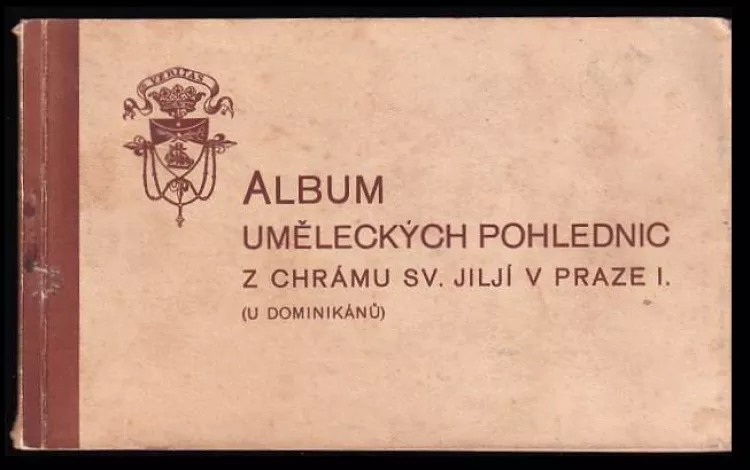 VERITAS
ALBUM
UMĚLECKÝCH POHLEDNIC
Z CHRÁMU SV. JILJÍ V PRAZE I.
(U DOMINIKÁNŮ)